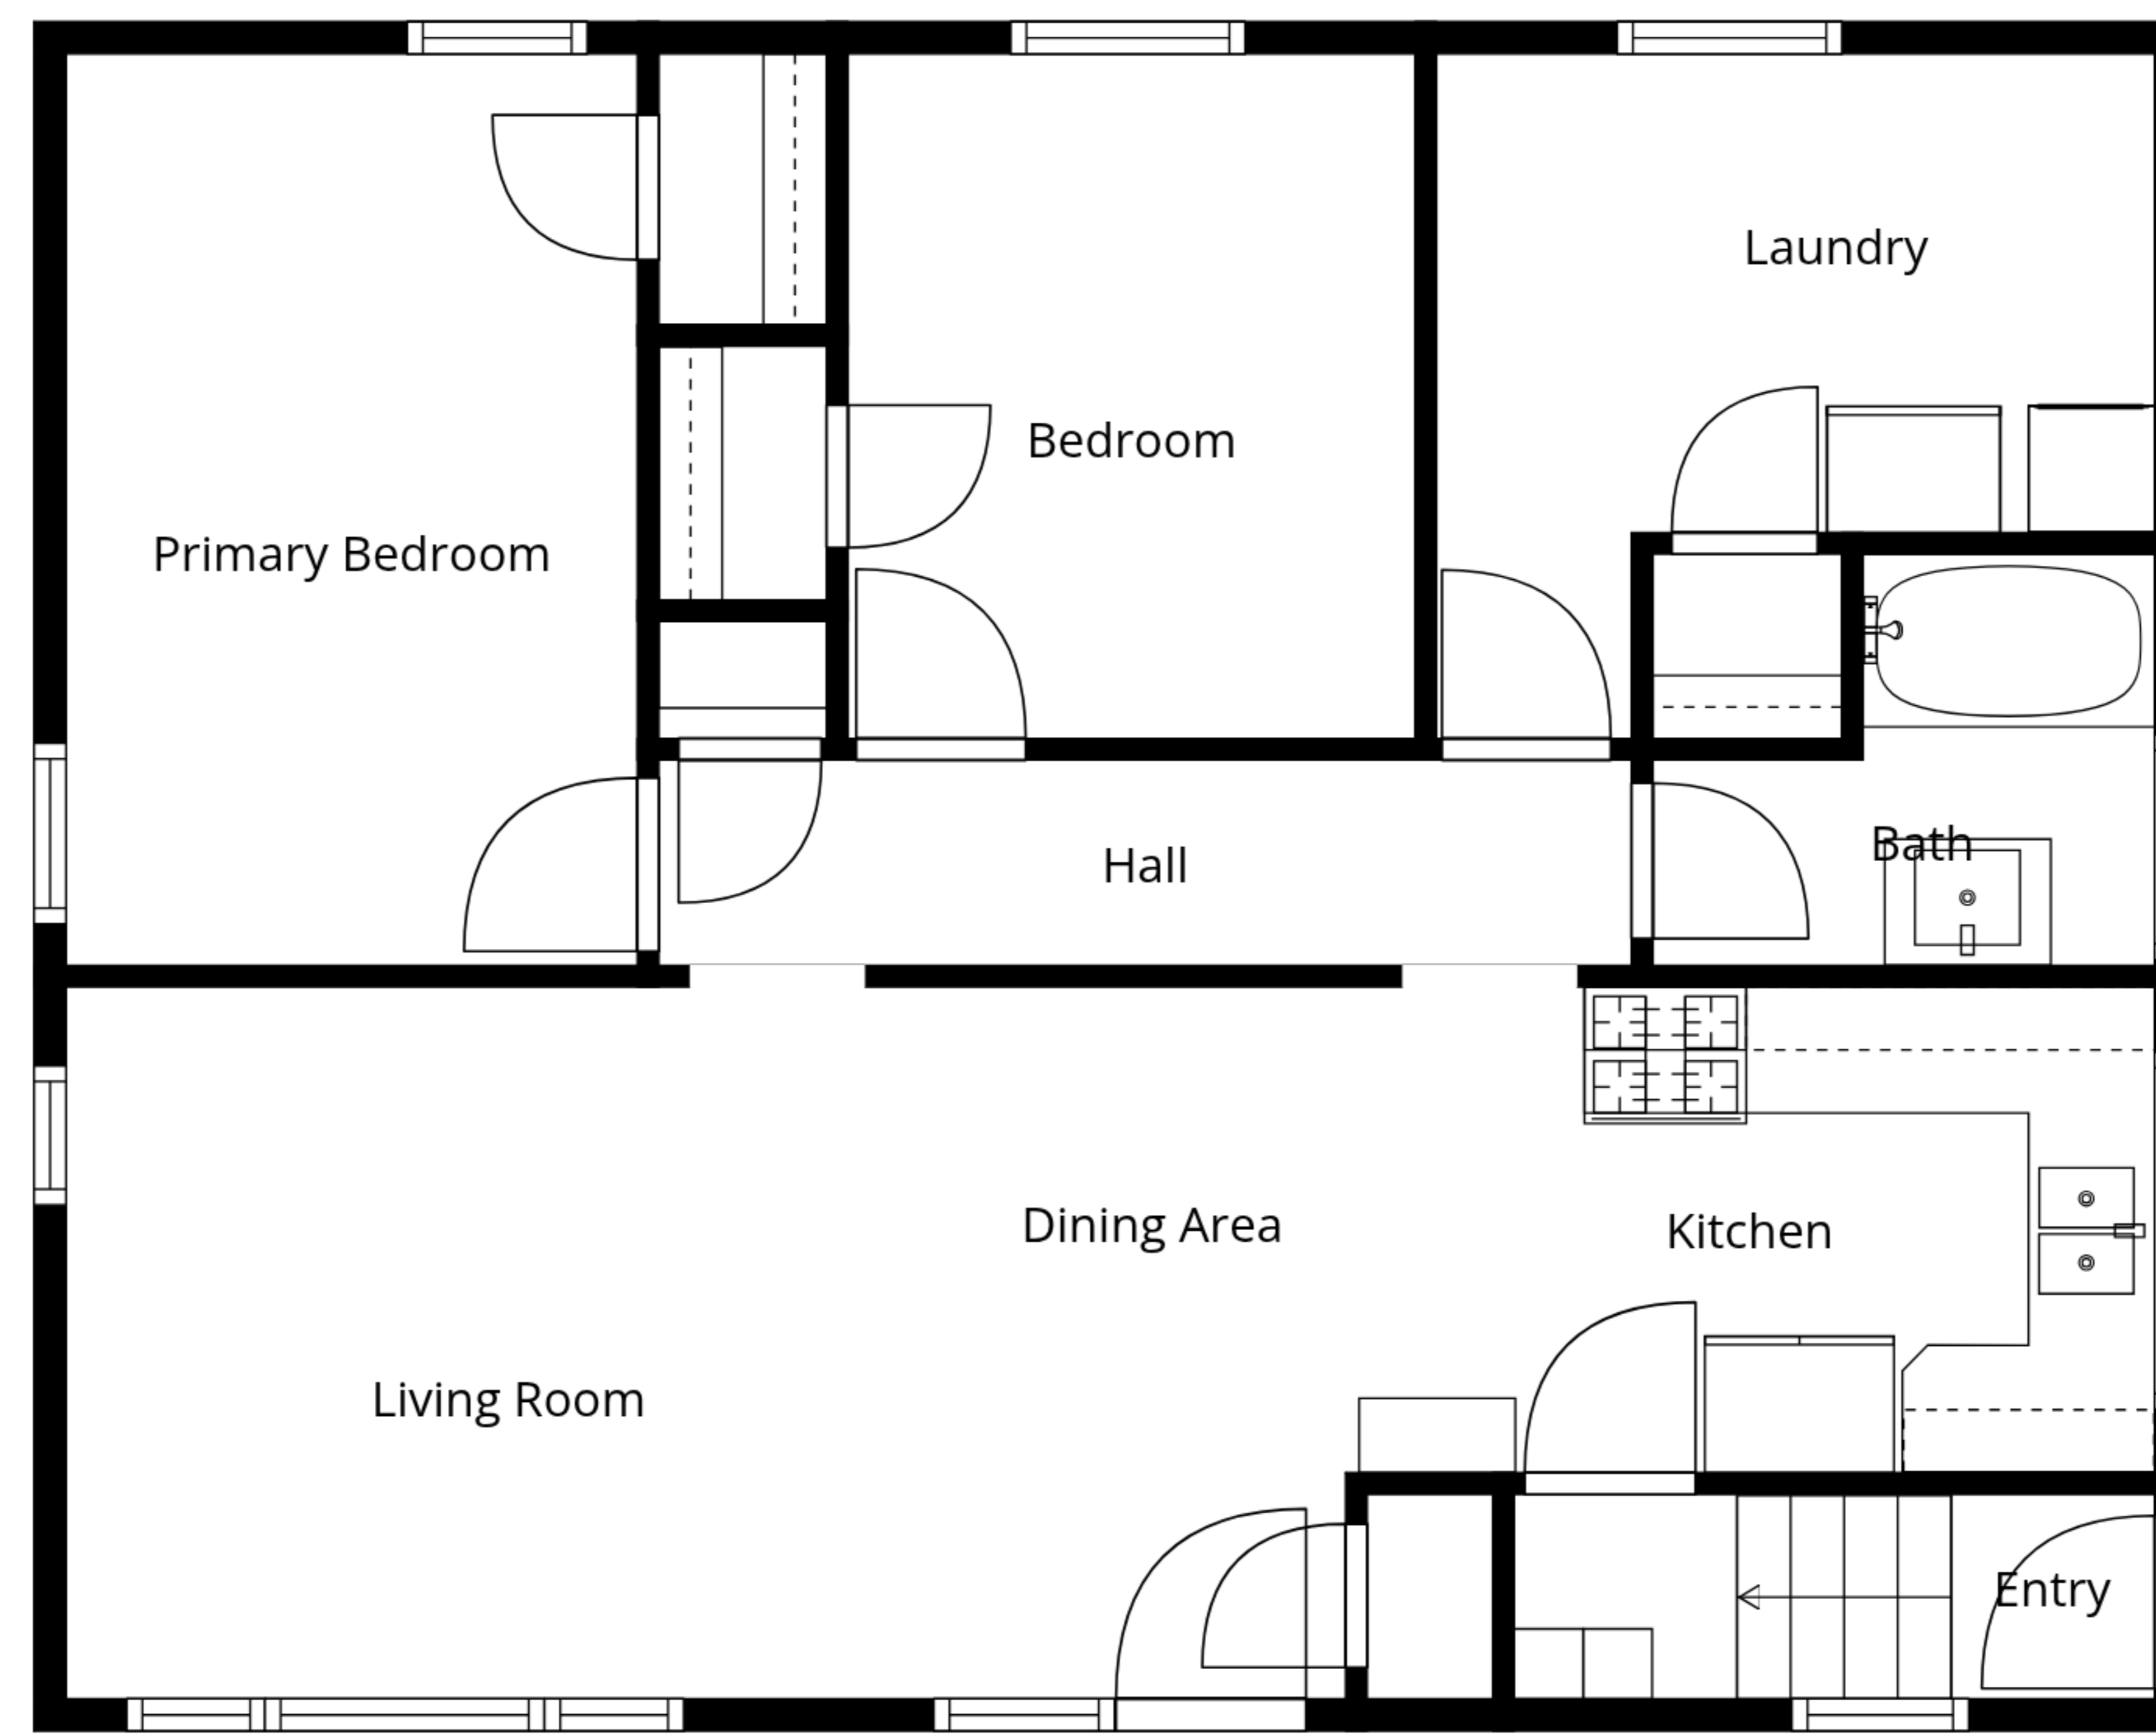 Laundry
Bedroom
Primary Bedroom
Bath
Hall
Dining Area
Kitchen
Living Room
Entry